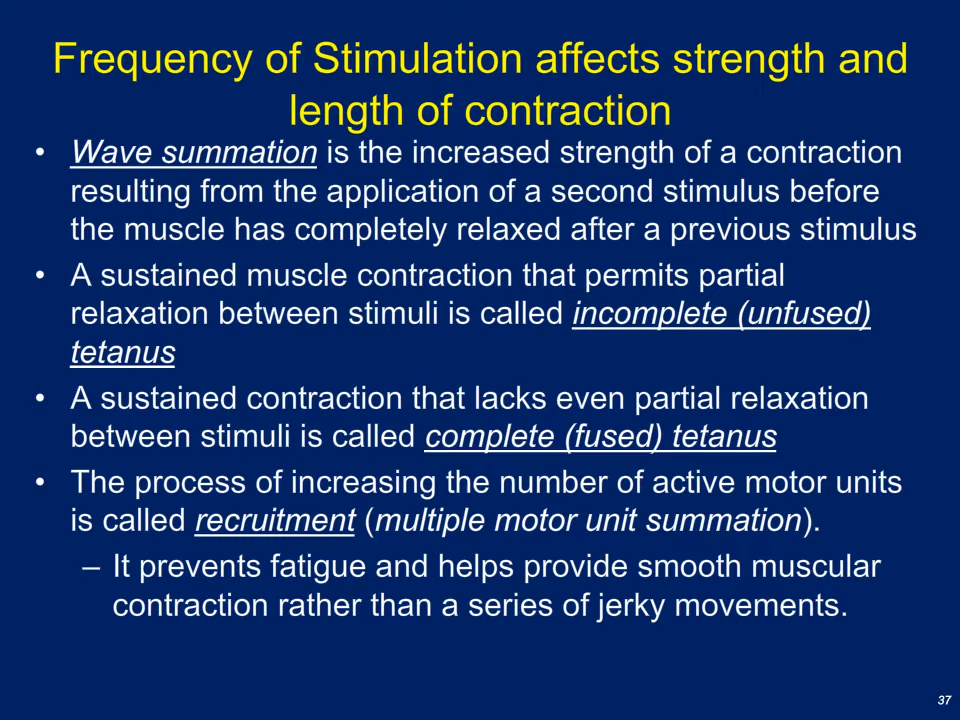 Frequency of Stimulation affects strength and
length of contraction
• Wave summation is the increased strength of a contraction
resulting from the application of a second stimulus before
the muscle has completely relaxed after a previous stimulus
• A sustained muscle contraction that permits partial
relaxation between stimuli is called incomplete (unfused)
tetanus
• A sustained contraction that lacks even partial relaxation
between stimuli is called complete (fused) tetanus
• The process of increasing the number of active motor units
is called recruitment (multiple motor unit summation).
– It prevents fatigue and helps provide smooth muscular
contraction rather than a series of jerky movements.
37